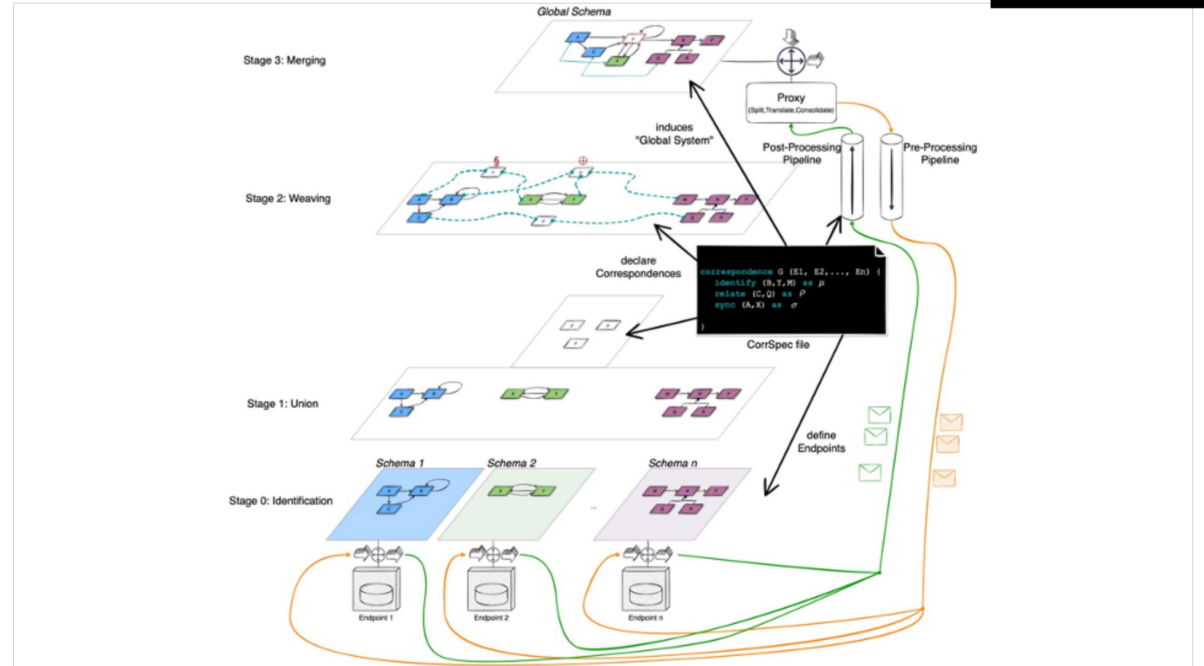 Global Schema
Stage 3: Merging
Proxy
(Split,Translate,Consolidate)
induces
"Global System"
Post-Processing
Pipeline
Pre-Processing
Pipeline
§
Stage 2: Weaving
declare
Correspondences
correspondence G (E1, E2,..., En) {
identify (B,Y,M) as μ
relate (C,Q) as ρ
sync (A,X) as σ
}
CorrSpec file
Stage 1: Union
define
Endpoints
Schema 1
Schema 2
Schema n
Stage 0: Identification
...
Endpoint 1
Endpoint 2
Endpoint n